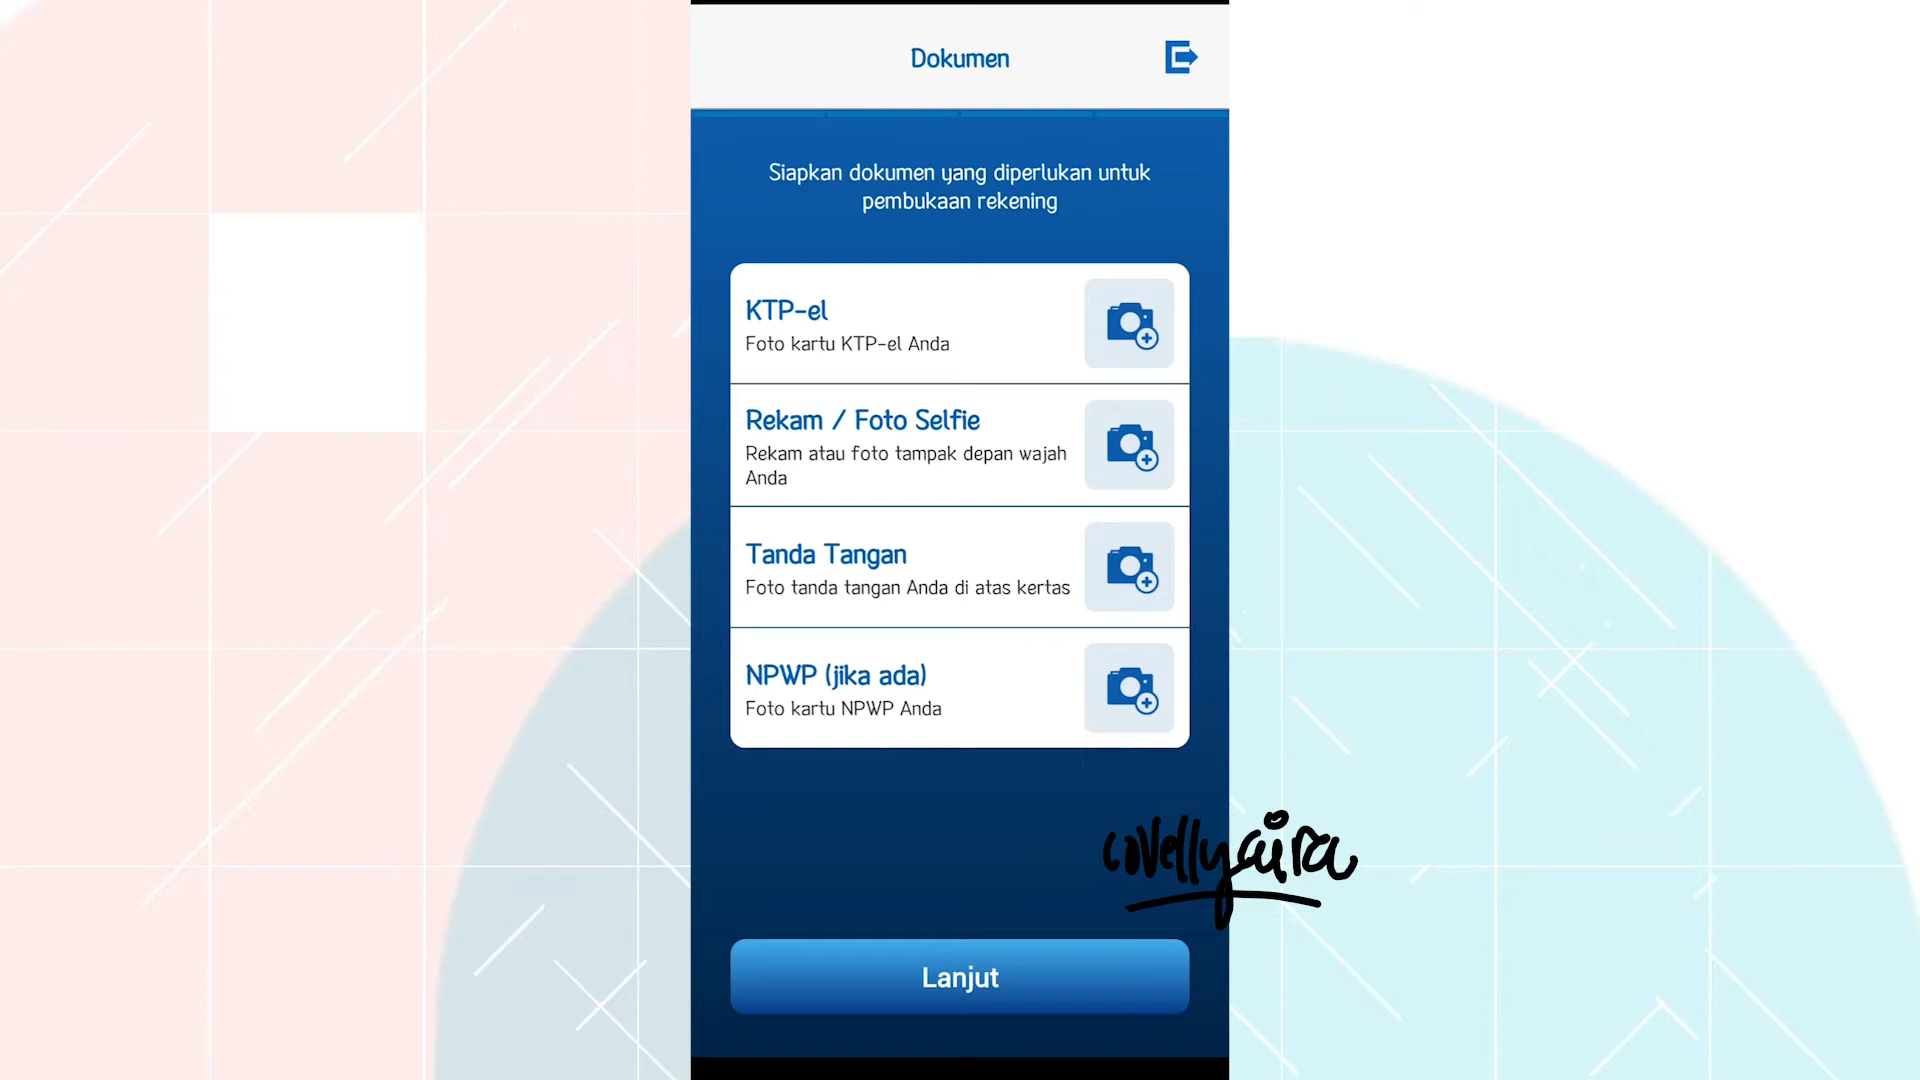 Dokumen
Siapkan dokumen yang diperlukan untuk
pembukaan rekening
KTP-el
Foto kartu KTP-el Anda
Rekam / Foto Selfie
Rekam atau foto tampak depan wajah
Anda
Tanda Tangan
Foto tanda tangan Anda di atas kertas
NPWP (jika ada)
Foto kartu NPWP Anda
covellyaira
Lanjut